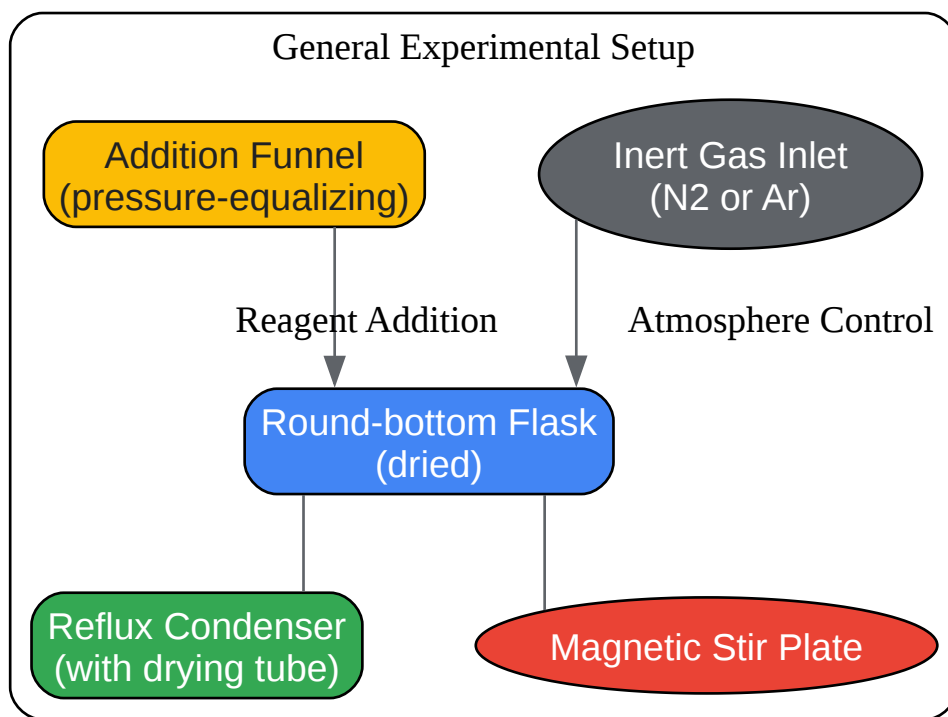 General Experimental Setup
Addition Funnel
(pressure-equalizing)
Inert Gas Inlet
(N2 or Ar)
Reagent Addition
Atmosphere Control
Round-bottom Flask
(dried)
Reflux Condenser
(with drying tube)
Magnetic Stir Plate